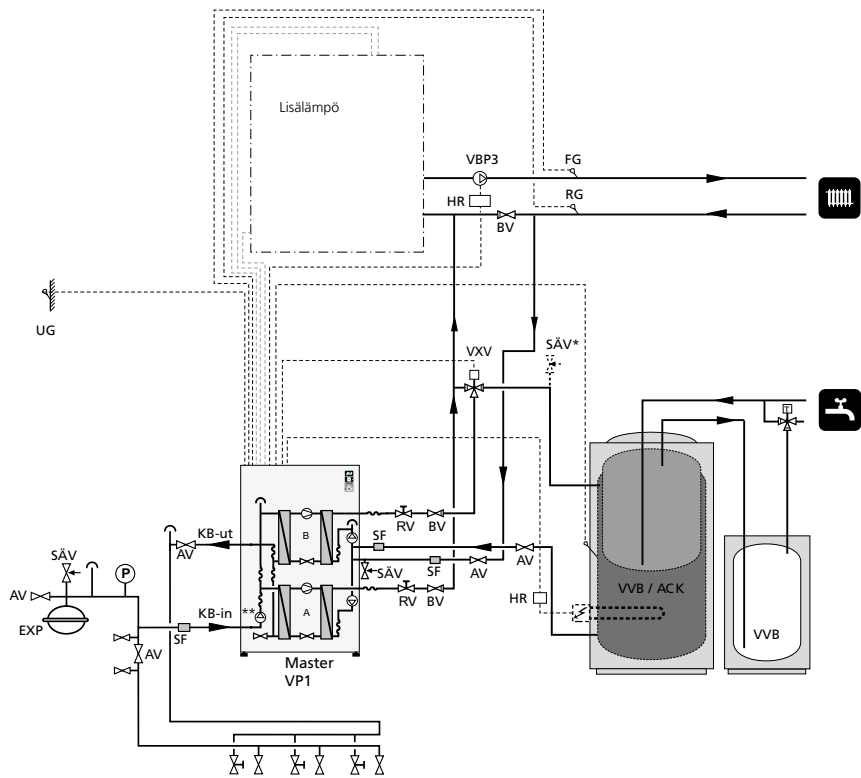 Lisälämpö
VBP3
FG
HR
RG
BV
UG
VXV
SÄV*
T
KB-ut
AV
RV
BV
SF
B
SÄV
P
SF
AV
AV
SÄV
AV
KB-in
**
A
RV
BV
HR
VVB / ACK
EXP
SF
AV
VVB
Master
VP1